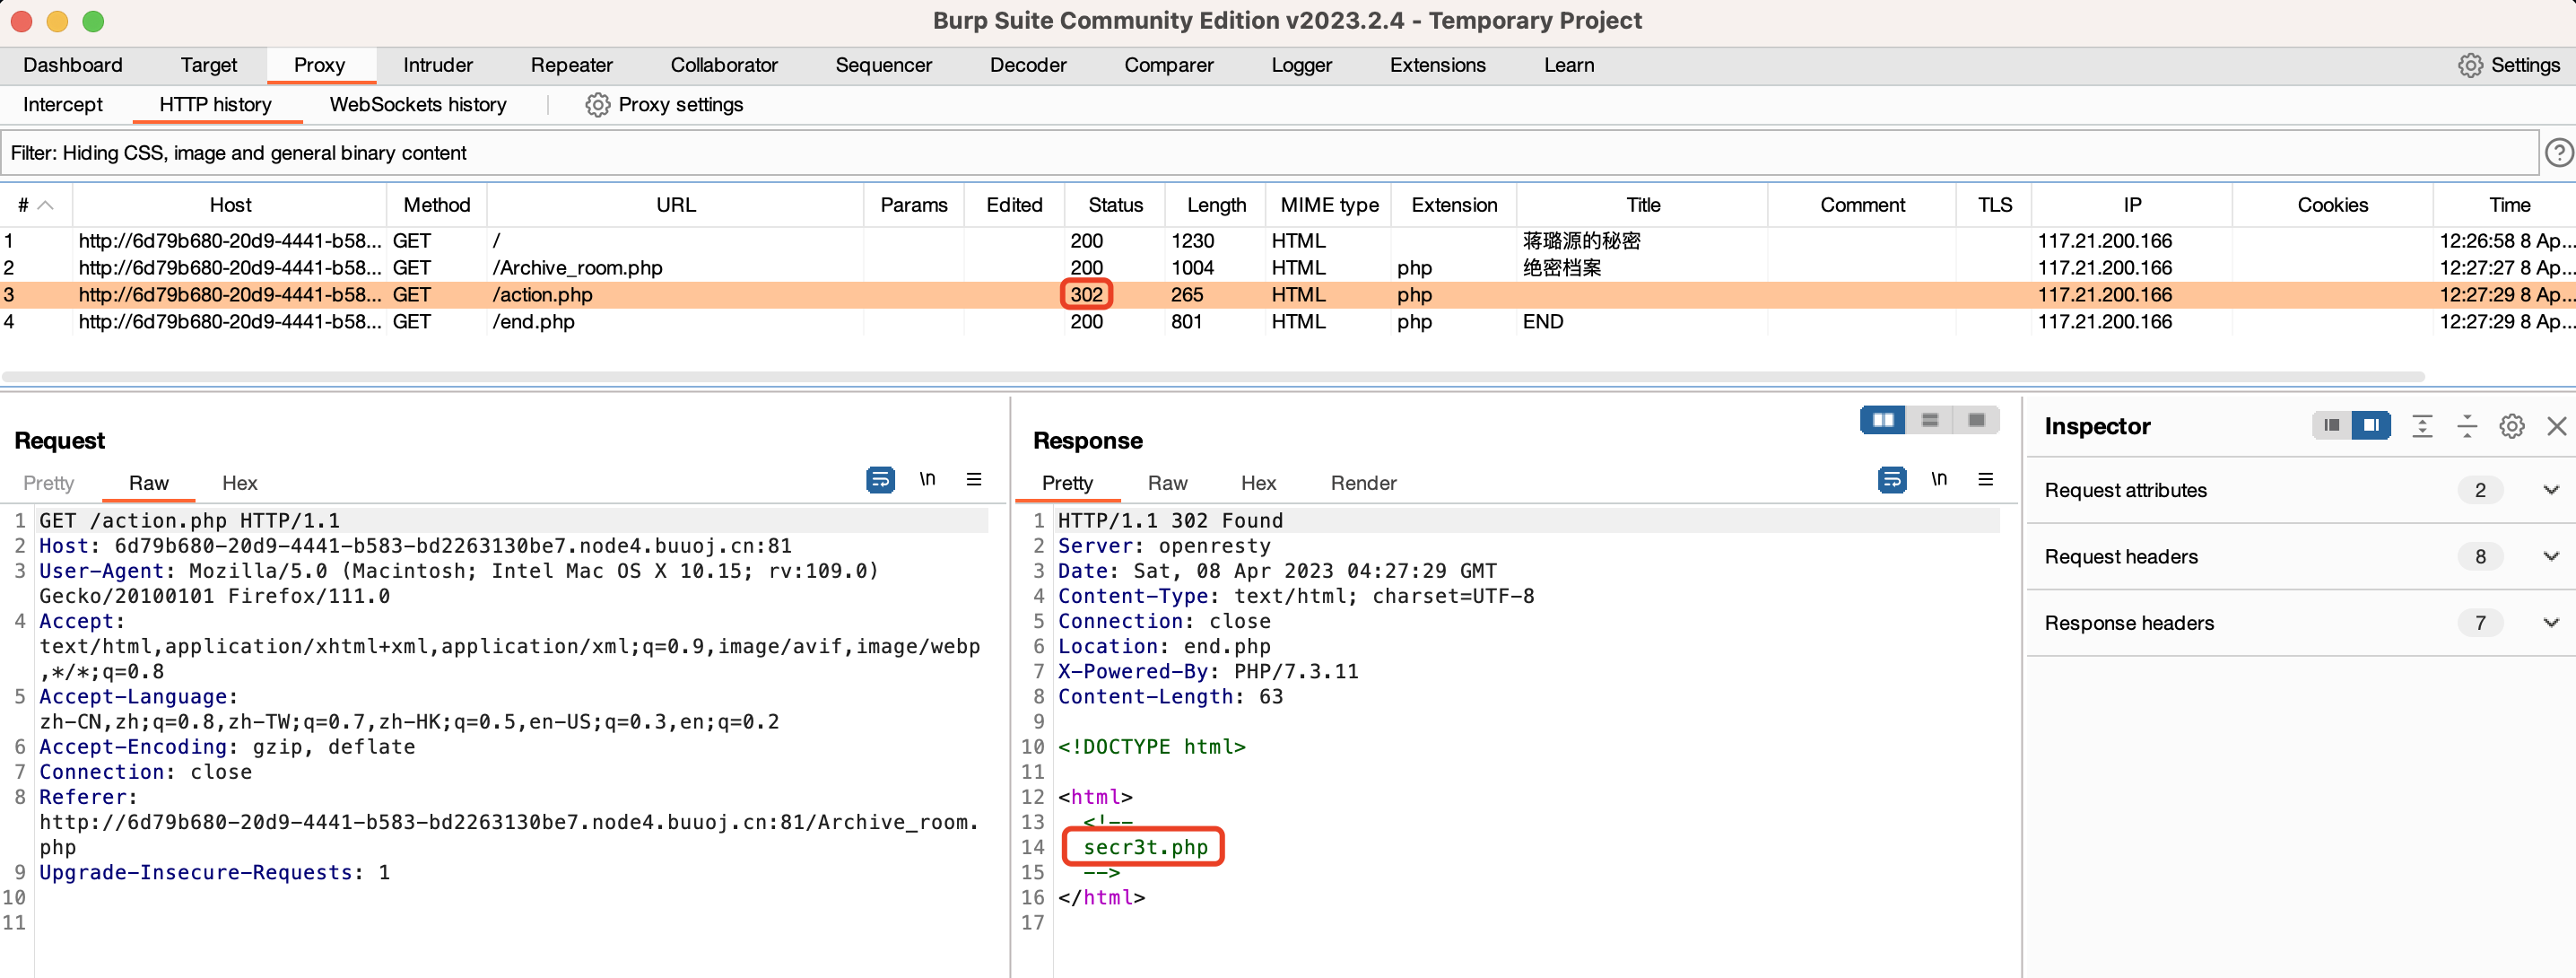 Burp Suite Community Edition v2023.2.4 - Temporary Project
Dashboard Target Proxy Intruder Repeater Collaborator Sequencer Decoder Comparer Logger Extensions Learn Settings
Intercept HTTP history WebSockets history Proxy settings
Filter: Hiding CSS, image and general binary content
# Host Method URL Params Edited Status Length MIME type Extension Title Comment TLS IP Cookies Time
1 http://6d79b680-20d9-4441-b58... GET / 200 1230 HTML 蒋璐源的秘密 117.21.200.166 12:26:58 8 Ap...
2 http://6d79b680-20d9-4441-b58... GET /Archive_room.php 200 1004 HTML php 绝密档案 117.21.200.166 12:27:27 8 Ap...
3 http://6d79b680-20d9-4441-b58... GET /action.php 302 265 HTML php 117.21.200.166 12:27:29 8 Ap...
4 http://6d79b680-20d9-4441-b58... GET /end.php 200 801 HTML php END 117.21.200.166 12:27:29 8 Ap...
Request
Pretty Raw Hex \n
1 GET /action.php HTTP/1.1
2 Host: 6d79b680-20d9-4441-b583-bd2263130be7.node4.buuoj.cn:81
3 User-Agent: Mozilla/5.0 (Macintosh; Intel Mac OS X 10.15; rv:109.0)
Gecko/20100101 Firefox/111.0
4 Accept:
text/html,application/xhtml+xml,application/xml;q=0.9,image/avif,image/webp
,*/*;q=0.8
5 Accept-Language:
zh-CN,zh;q=0.8,zh-TW;q=0.7,zh-HK;q=0.5,en-US;q=0.3,en;q=0.2
6 Accept-Encoding: gzip, deflate
7 Connection: close
8 Referer:
http://6d79b680-20d9-4441-b583-bd2263130be7.node4.buuoj.cn:81/Archive_room.
php
9 Upgrade-Insecure-Requests: 1
10
11
Response
Pretty Raw Hex Render \n
1 HTTP/1.1 302 Found
2 Server: openresty
3 Date: Sat, 08 Apr 2023 04:27:29 GMT
4 Content-Type: text/html; charset=UTF-8
5 Connection: close
6 Location: end.php
7 X-Powered-By: PHP/7.3.11
8 Content-Length: 63
9
10 <!DOCTYPE html>
11
12 <html>
13 <!--
14 secr3t.php
15 -->
16 </html>
17
Inspector
Request attributes 2
Request headers 8
Response headers 7